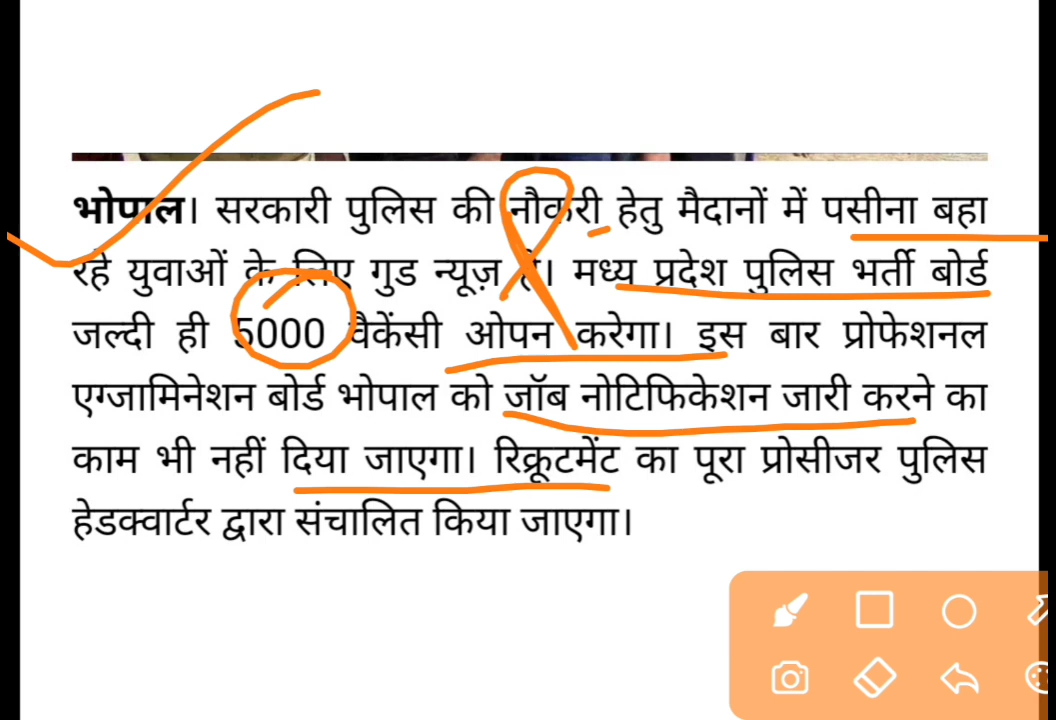 भोपाल। सरकारी पुलिस की नौकरी हेतु मैदानों में पसीना बहा
रहे युवाओं के लिए गुड न्यूज़ है। मध्य प्रदेश पुलिस भर्ती बोर्ड
जल्दी ही 5000 वैकेंसी ओपन करेगा। इस बार प्रोफेशनल
एग्जामिनेशन बोर्ड भोपाल को जॉब नोटिफिकेशन जारी करने का
काम भी नहीं दिया जाएगा। रिक्रूटमेंट का पूरा प्रोसीजर पुलिस
हेडक्वार्टर द्वारा संचालित किया जाएगा।